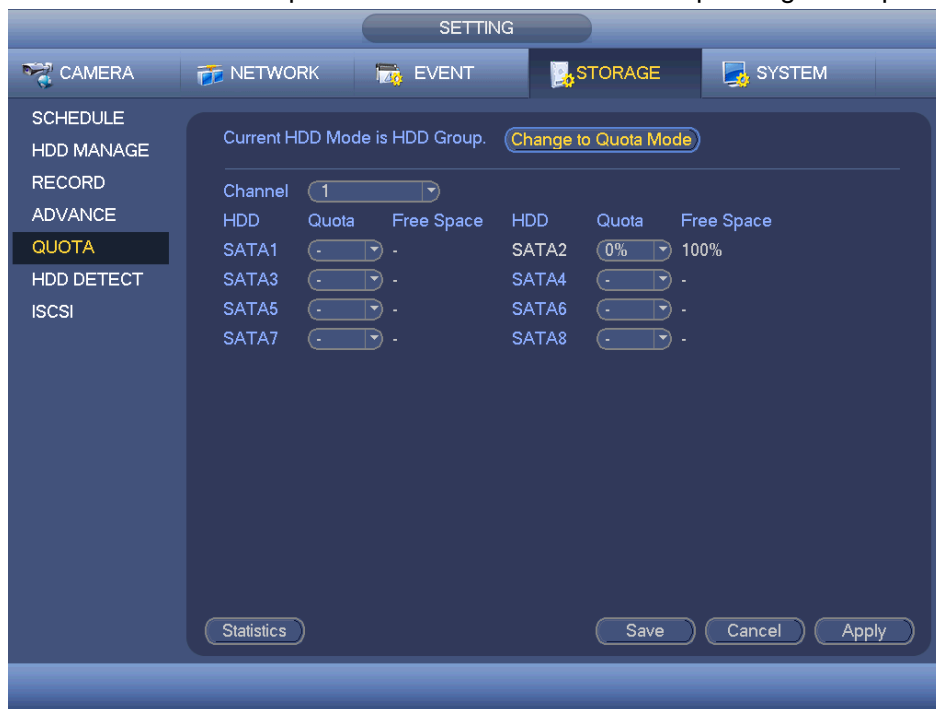 SETTING
CAMERA NETWORK EVENT STORAGE SYSTEM
SCHEDULE
HDD MANAGE
RECORD
ADVANCE
QUOTA
HDD DETECT
ISCSI
Current HDD Mode is HDD Group. Change to Quota Mode
Channel 1
HDD Quota Free Space HDD Quota Free Space
SATA1 - - SATA2 0% 100%
SATA3 - - SATA4 - -
SATA5 - - SATA6 - -
SATA7 - - SATA8 - -
Statistics Save Cancel Apply